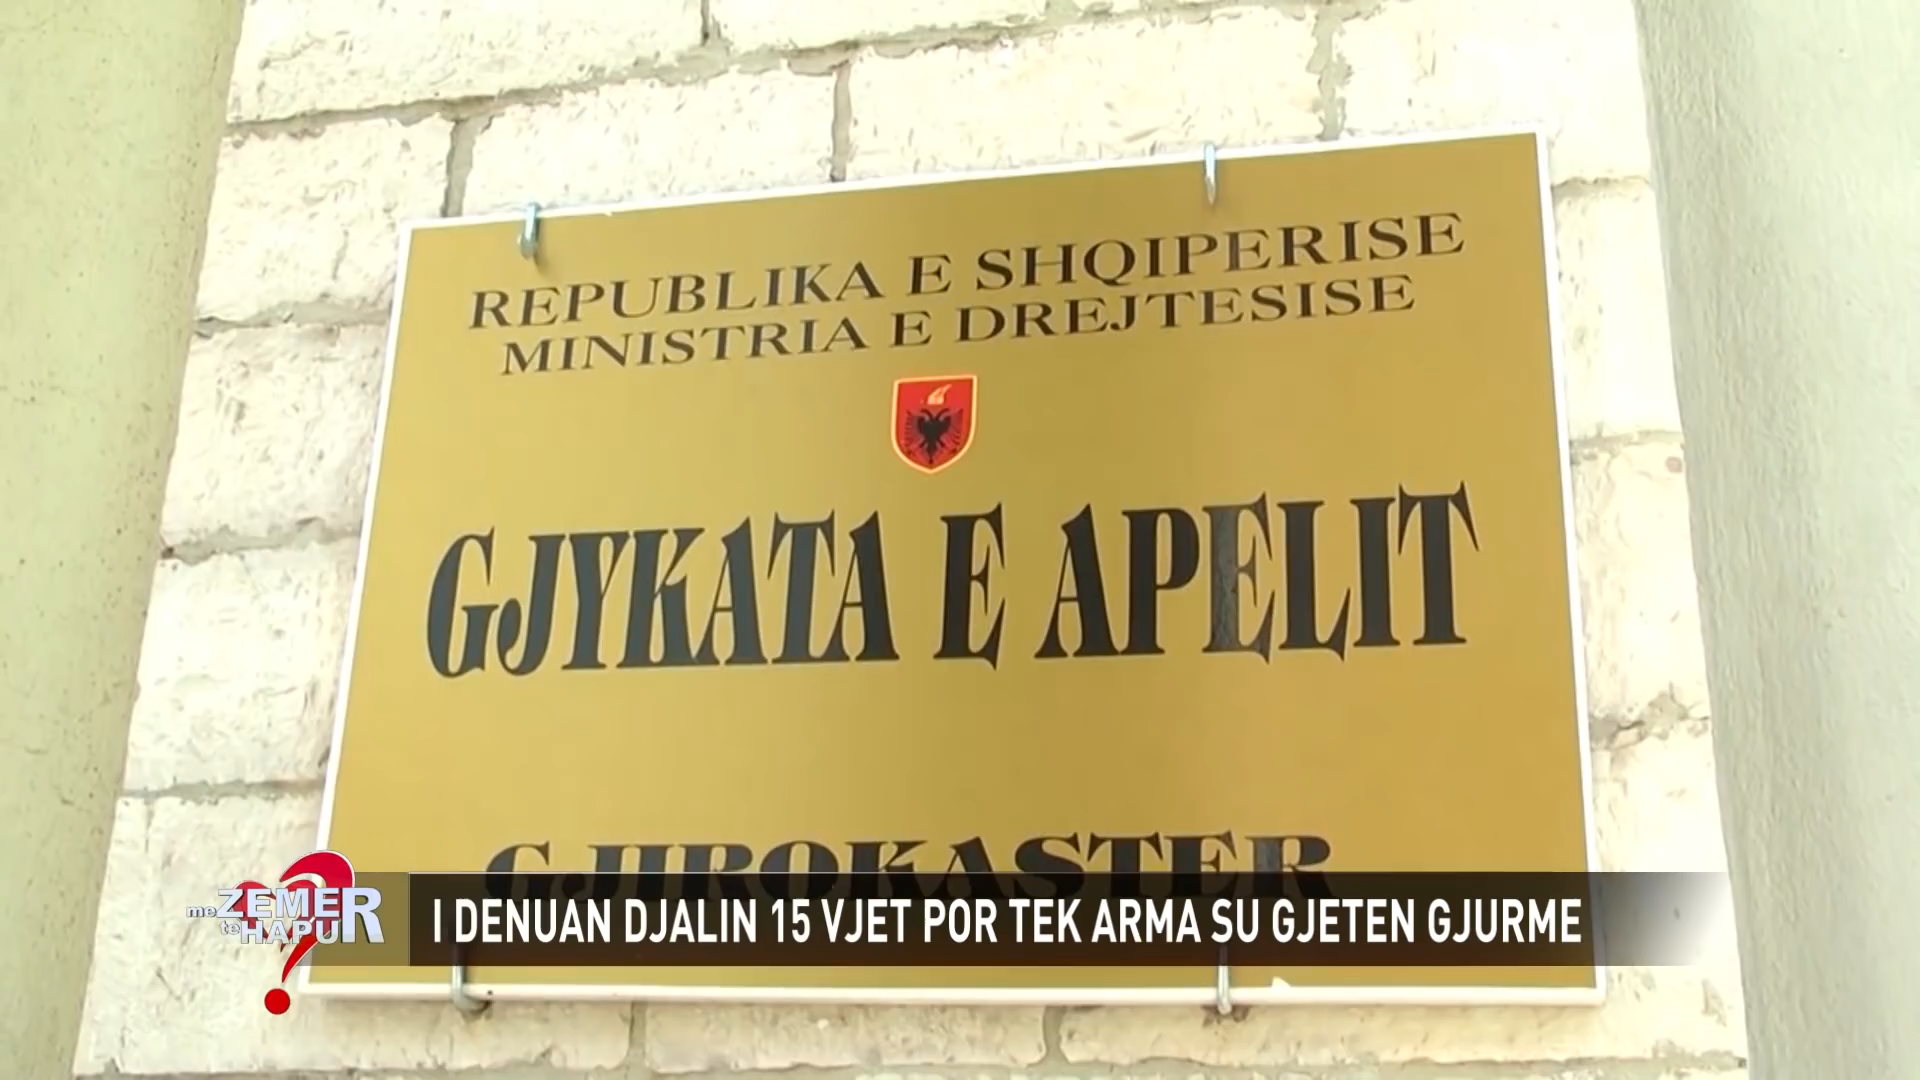 REPUBLIKA E SHQIPERISE
MINISTRIA E DREJTESISE
GJYKATA E APELIT
GJIROKASTER
me ZEMER
te HAPUR
I DENUAN DJALIN 15 VJET POR TEK ARMA SU GJETEN GJURME